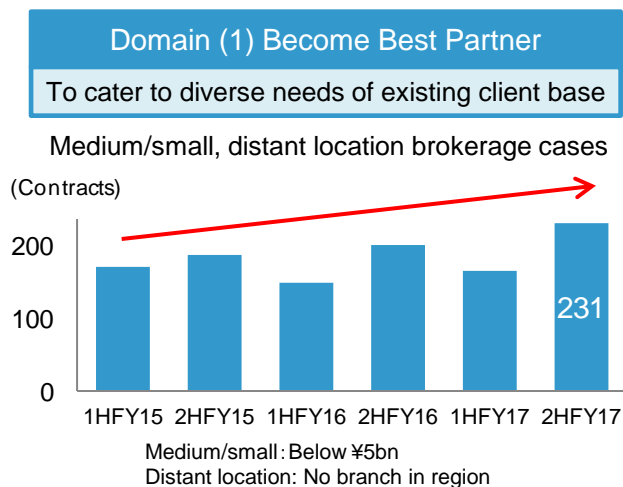 Domain (1) Become Best Partner
To cater to diverse needs of existing client base
Medium/small, distant location brokerage cases
(Contracts)
200
100
0
231
1HFY15 2HFY15 1HFY16 2HFY16 1HFY17 2HFY17
Medium/small: Below ¥5bn
Distant location: No branch in region